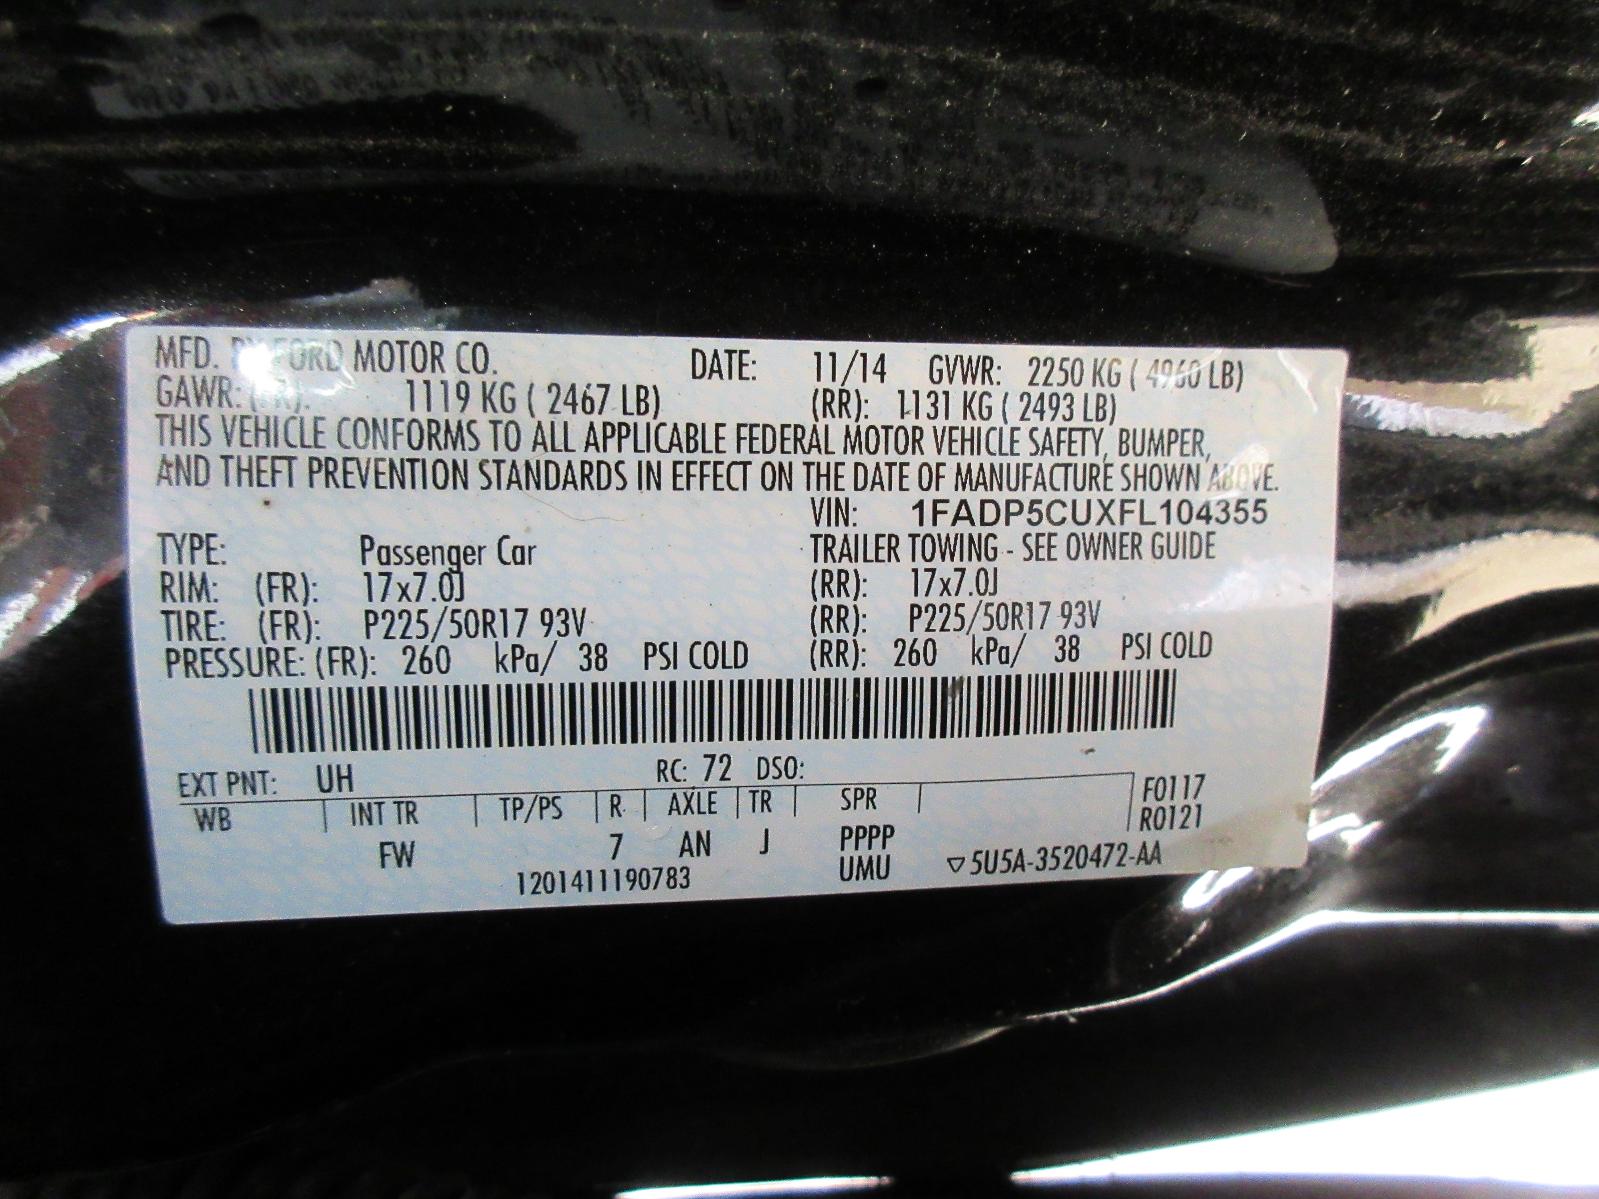 MFD. BY FORD MOTOR CO. DATE: 11/14 GVWR: 2250 KG ( 4960 LB)
GAWR: (FR): 1119 KG ( 2467 LB) (RR): 1131 KG ( 2493 LB)
THIS VEHICLE CONFORMS TO ALL APPLICABLE FEDERAL MOTOR VEHICLE SAFETY, BUMPER,
AND THEFT PREVENTION STANDARDS IN EFFECT ON THE DATE OF MANUFACTURE SHOWN ABOVE.
VIN: 1FADP5CUXFL104355
TYPE: Passenger Car TRAILER TOWING - SEE OWNER GUIDE
RIM: (FR): 17x7.0J (RR): 17x7.0J
TIRE: (FR): P225/50R17 93V (RR): P225/50R17 93V
PRESSURE: (FR): 260 kPa/ 38 PSI COLD (RR): 260 kPa/ 38 PSI COLD
EXT PNT: UH RC: 72 DSO:
WB INT TR TP/PS R AXLE TR SPR F0117
R0121
FW 7 AN J PPPP
1201411190783 UMU ▽5U5A-3520472-AA